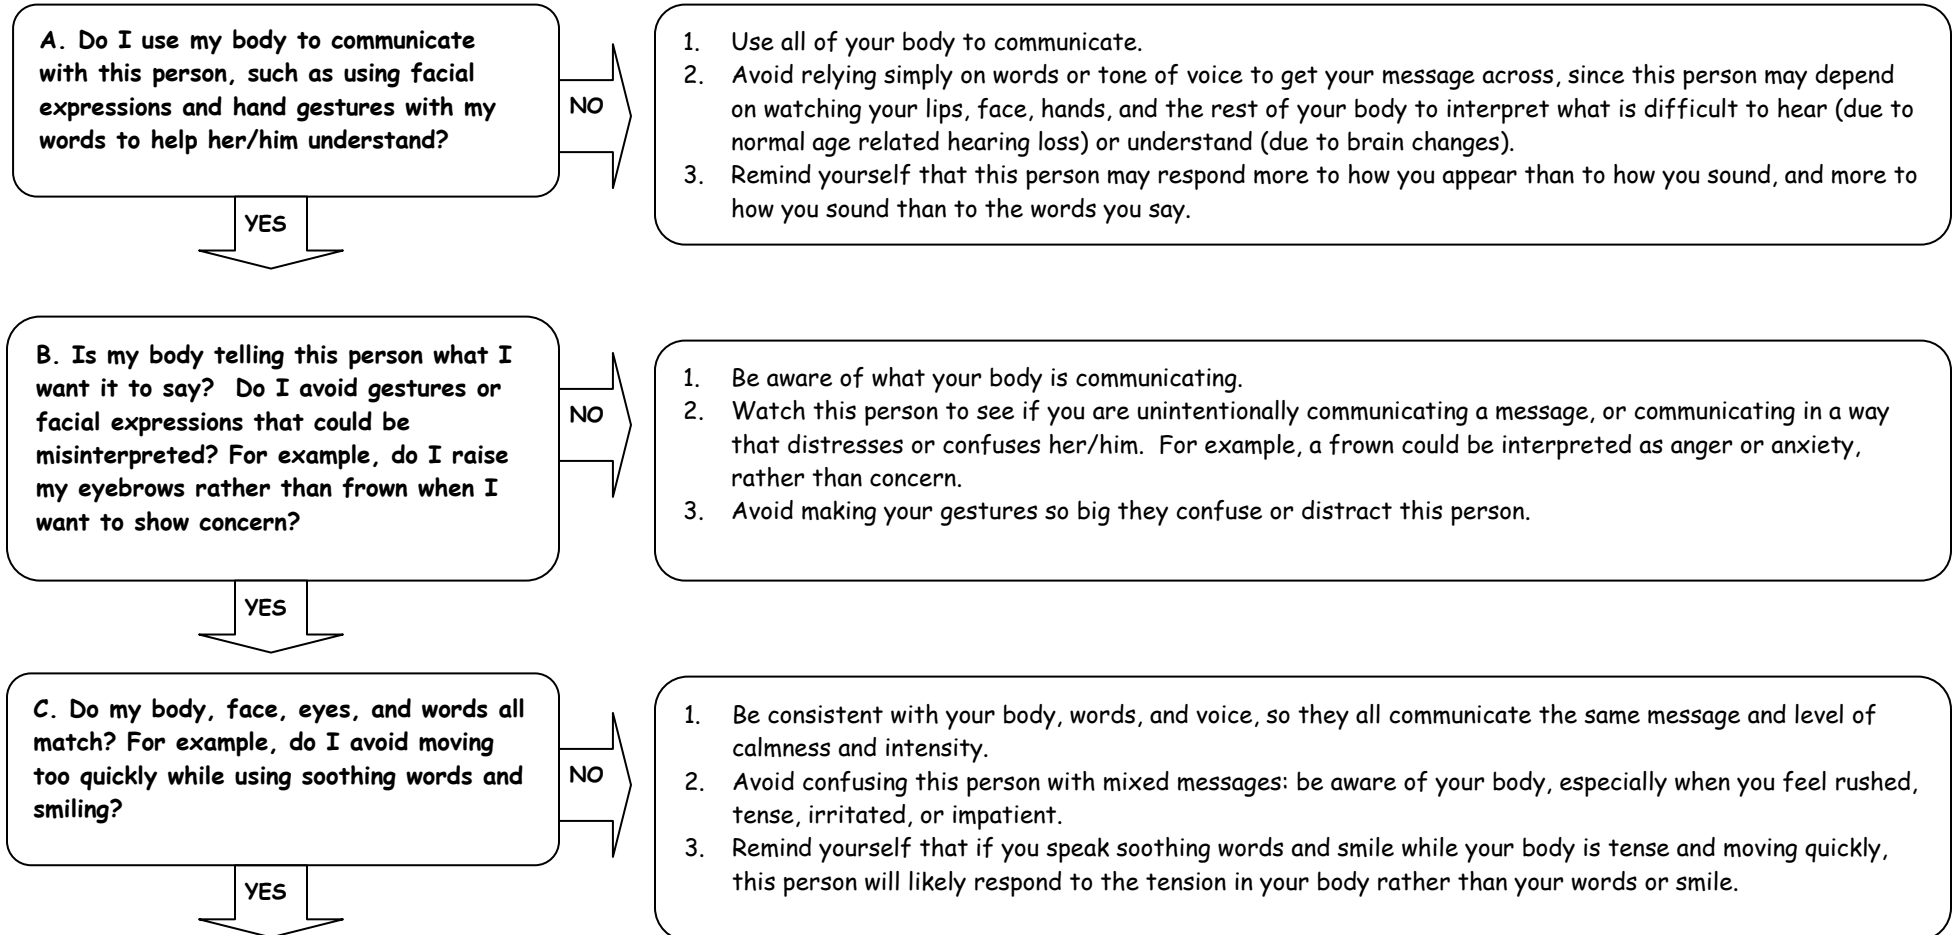 A. Do I use my body to communicate
with this person, such as using facial
expressions and hand gestures with my
words to help her/him understand?
NO
1. Use all of your body to communicate.
2. Avoid relying simply on words or tone of voice to get your message across, since this person may depend
on watching your lips, face, hands, and the rest of your body to interpret what is difficult to hear (due to
normal age related hearing loss) or understand (due to brain changes).
3. Remind yourself that this person may respond more to how you appear than to how you sound, and more to
how you sound than to the words you say.
YES
B. Is my body telling this person what I
want it to say?  Do I avoid gestures or
facial expressions that could be
misinterpreted? For example, do I raise
my eyebrows rather than frown when I
want to show concern?
NO
1. Be aware of what your body is communicating.
2. Watch this person to see if you are unintentionally communicating a message, or communicating in a way
that distresses or confuses her/him.  For example, a frown could be interpreted as anger or anxiety,
rather than concern.
3. Avoid making your gestures so big they confuse or distract this person.
YES
C. Do my body, face, eyes, and words all
match? For example, do I avoid moving
too quickly while using soothing words and
smiling?
NO
1. Be consistent with your body, words, and voice, so they all communicate the same message and level of
calmness and intensity.
2. Avoid confusing this person with mixed messages: be aware of your body, especially when you feel rushed,
tense, irritated, or impatient.
3. Remind yourself that if you speak soothing words and smile while your body is tense and moving quickly,
this person will likely respond to the tension in your body rather than your words or smile.
YES